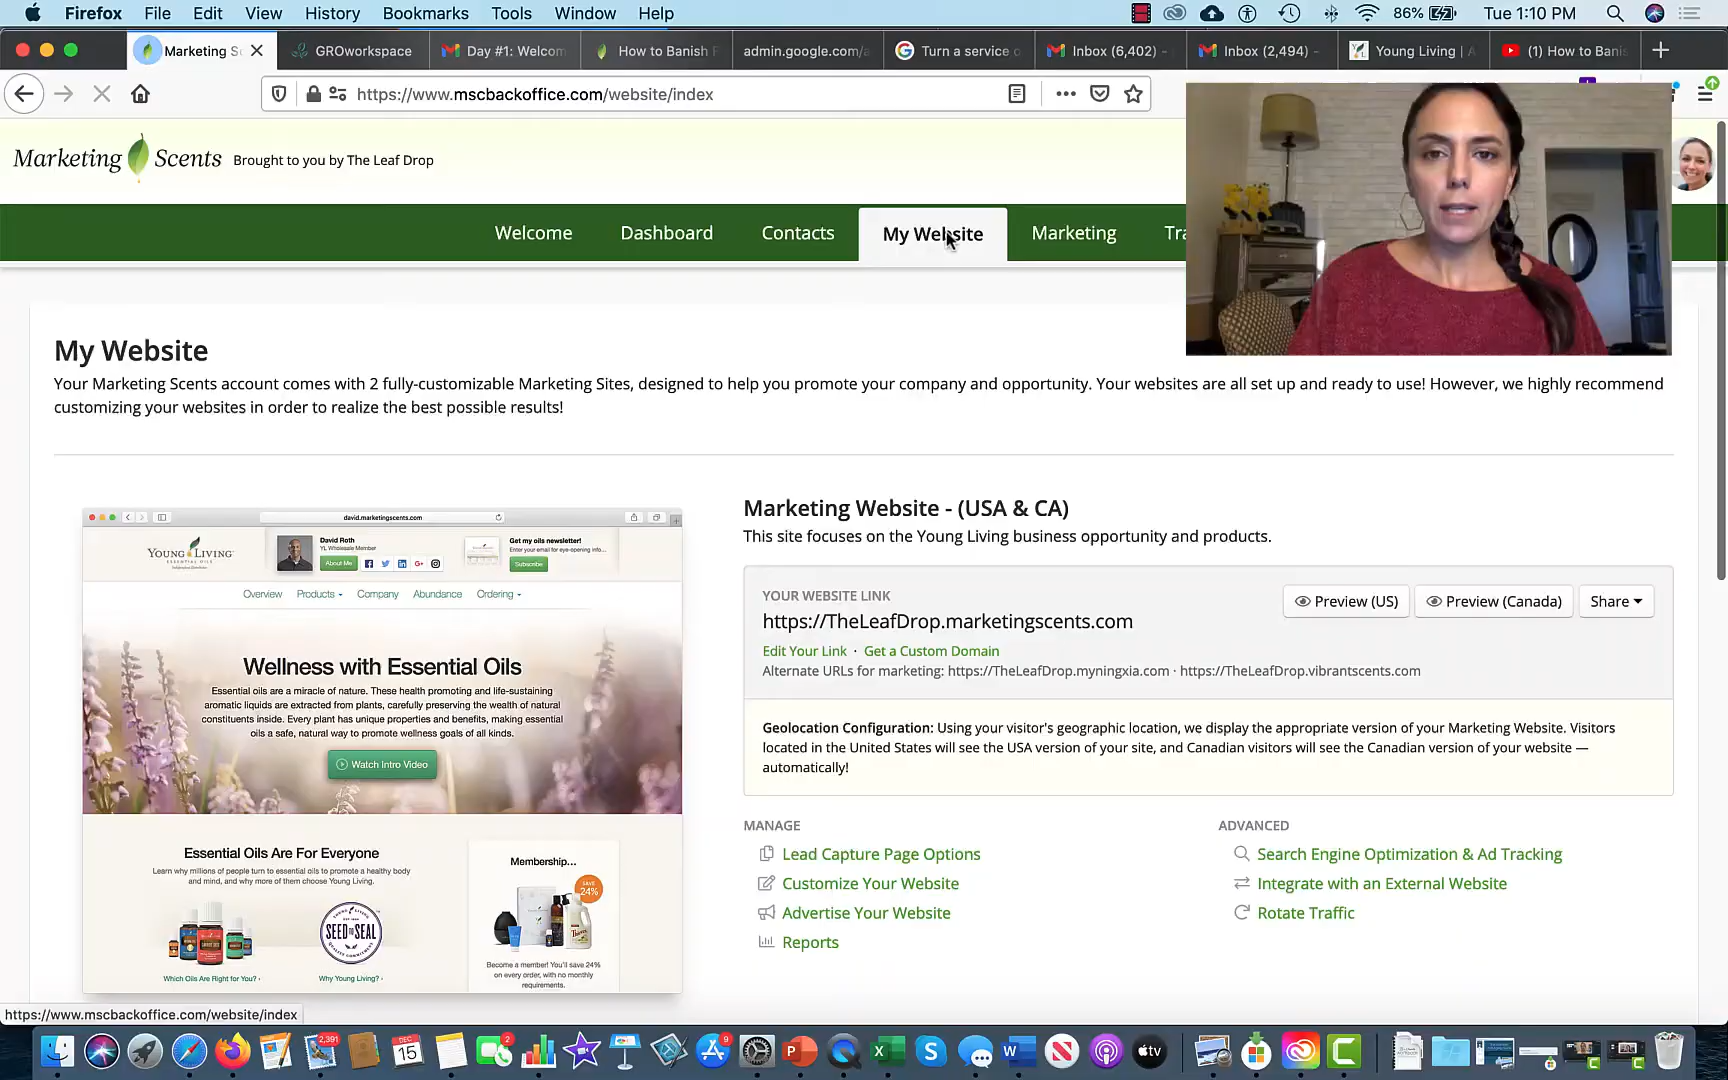 Firefox File Edit View History Bookmarks Tools Window Help 86% Tue 1:10 PM
Marketing Sc GROworkspace Day #1: Welcom How to Banish admin.google.com/a Turn a service o Inbox (6,402) - Inbox (2,494) - Young Living | (1) How to Banis
https://www.mscbackoffice.com/website/index
Marketing Scents Brought to you by The Leaf Drop
Welcome Dashboard Contacts My Website Marketing Tra
My Website
Your Marketing Scents account comes with 2 fully-customizable Marketing Sites, designed to help you promote your company and opportunity. Your websites are all set up and ready to use! However, we highly recommend
customizing your websites in order to realize the best possible results!
david.marketingscents.com
YOUNG LIVING
ESSENTIAL OILS
David Roth
YL Wholesale Member
About Me
Get my oils newsletter!
Enter your email for eye-opening info...
Subscribe
Overview Products Company Abundance Ordering
Wellness with Essential Oils
Essential oils are a miracle of nature. These health promoting and life-sustaining
aromatic liquids are extracted from plants, carefully preserving the wealth of natural
constituents inside. Every plant has unique properties and benefits, making essential
oils a safe, natural way to promote wellness goals of all kinds.
Watch Intro Video
Essential Oils Are For Everyone
Learn why millions of people turn to essential oils to promote a healthy body
and mind, and why more of them choose Young Living.
SEED TO SEAL
Which Oils Are Right for You? ›
Why Young Living? ›
Membership...
SAVE
24%
Become a member! You'll save 24%
on every order, with no monthly
requirements.
Marketing Website - (USA & CA)
This site focuses on the Young Living business opportunity and products.
YOUR WEBSITE LINK
https://TheLeafDrop.marketingscents.com
Preview (US) Preview (Canada) Share
Edit Your Link · Get a Custom Domain
Alternate URLs for marketing: https://TheLeafDrop.myningxia.com · https://TheLeafDrop.vibrantscents.com
Geolocation Configuration: Using your visitor's geographic location, we display the appropriate version of your Marketing Website. Visitors
located in the United States will see the USA version of your site, and Canadian visitors will see the Canadian version of your website —
automatically!
MANAGE
Lead Capture Page Options
Customize Your Website
Advertise Your Website
Reports
ADVANCED
Search Engine Optimization & Ad Tracking
Integrate with an External Website
Rotate Traffic
https://www.mscbackoffice.com/website/index
2,391
DEC
15
2
9
tv